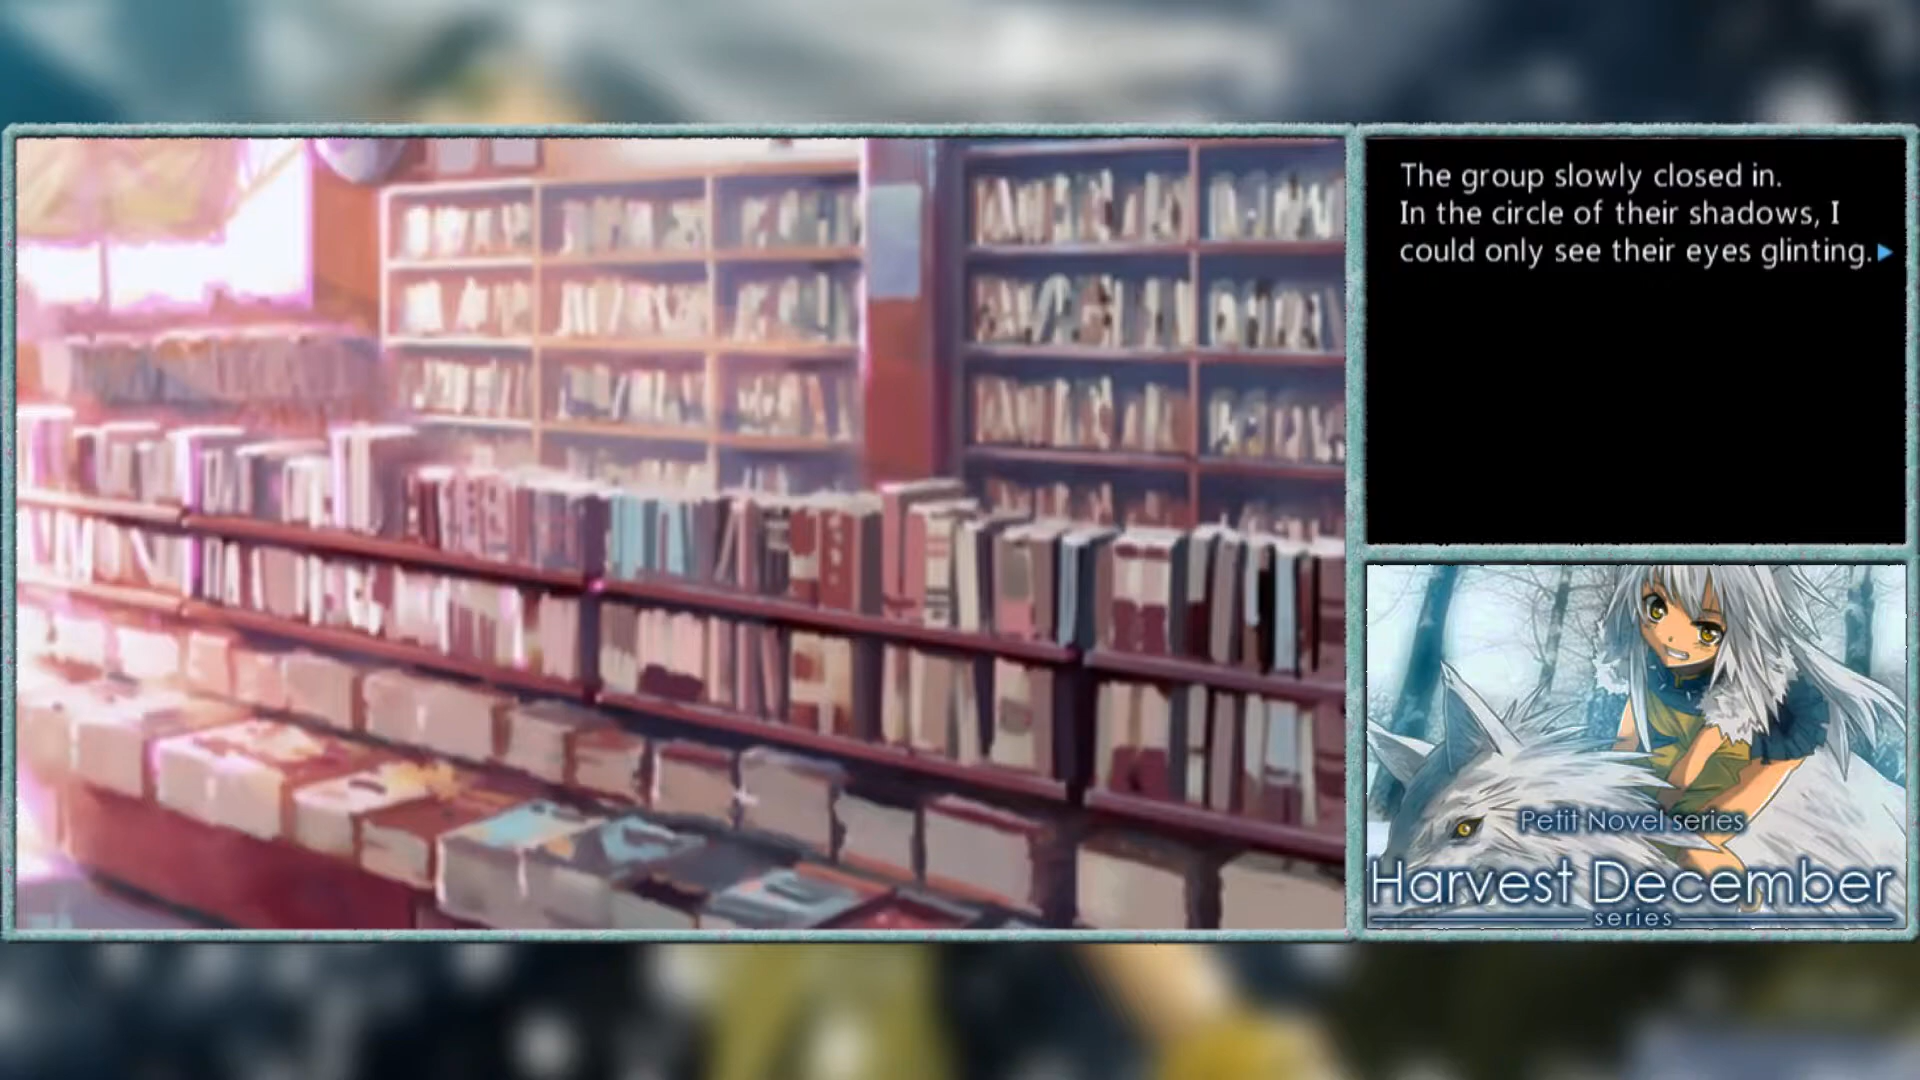 The group slowly closed in.
In the circle of their shadows, I
could only see their eyes glinting.
Petit Novel series
Harvest December
series